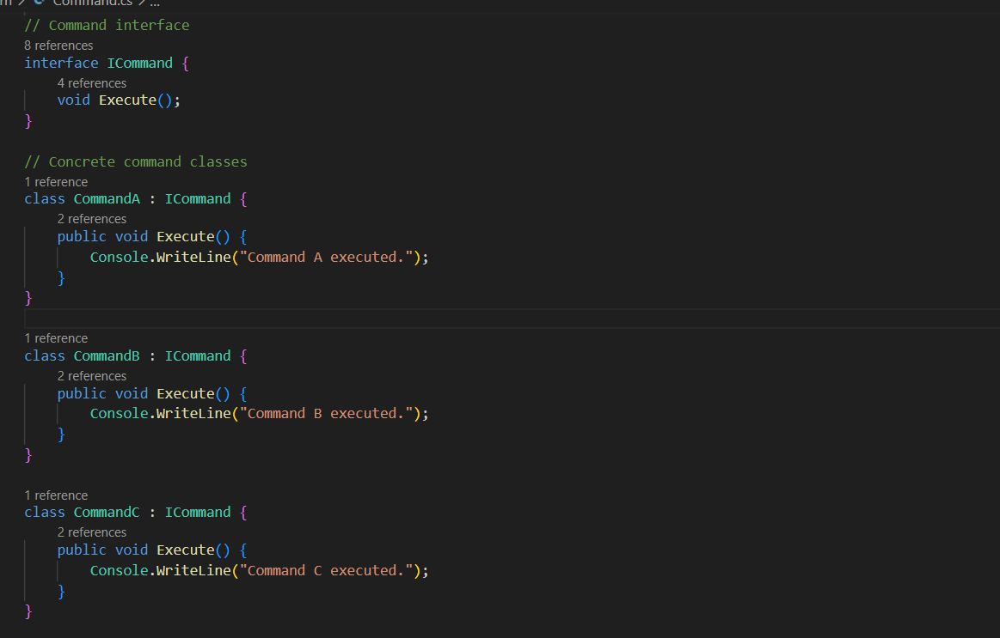 Command.cs
// Command interface
8 references
interface ICommand {
4 references
void Execute();
}
// Concrete command classes
1 reference
class CommandA : ICommand {
2 references
public void Execute() {
Console.WriteLine("Command A executed.");
}
}
1 reference
class CommandB : ICommand {
2 references
public void Execute() {
Console.WriteLine("Command B executed.");
}
}
1 reference
class CommandC : ICommand {
2 references
public void Execute() {
Console.WriteLine("Command C executed.");
}
}